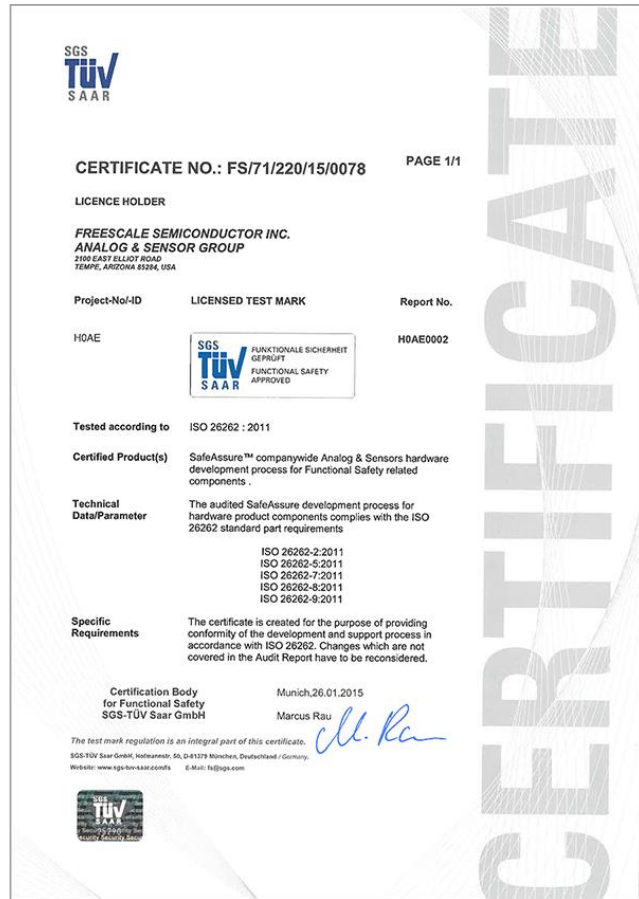 SGS
TÜV
SAAR
CERTIFICATE NO.: FS/71/220/15/0078
PAGE 1/1
LICENCE HOLDER
FREESCALE SEMICONDUCTOR INC.
ANALOG & SENSOR GROUP
2100 EAST ELLIOT ROAD
TEMPE, ARIZONA 85284, USA
Project-No/-ID LICENSED TEST MARK Report No.
H0AE
SGS
TÜV
SAAR
FUNKTIONALE SICHERHEIT
GEPRÜFT
FUNCTIONAL SAFETY
APPROVED
H0AE0002
Tested according to ISO 26262 : 2011
Certified Product(s) SafeAssure™ companywide Analog & Sensors hardware
development process for Functional Safety related
components .
Technical
Data/Parameter
The audited SafeAssure development process for
hardware product components complies with the ISO
26262 standard part requirements
ISO 26262-2:2011
ISO 26262-5:2011
ISO 26262-7:2011
ISO 26262-8:2011
ISO 26262-9:2011
Specific
Requirements
The certificate is created for the purpose of providing
conformity of the development and support process in
accordance with ISO 26262. Changes which are not
covered in the Audit Report have to be reconsidered.
Certification Body
for Functional Safety
SGS-TÜV Saar GmbH
Munich,26.01.2015
Marcus Rau
M. Rau
The test mark regulation is an integral part of this certificate.
SGS-TÜV Saar GmbH, Hofmannstr. 50, D-81379 München, Deutschland / Germany.
Website: www.sgs-tuv-saar.com/fs E-Mail: fs@sgs.com
SGS
TÜV
SAAR
CERTIFICATE